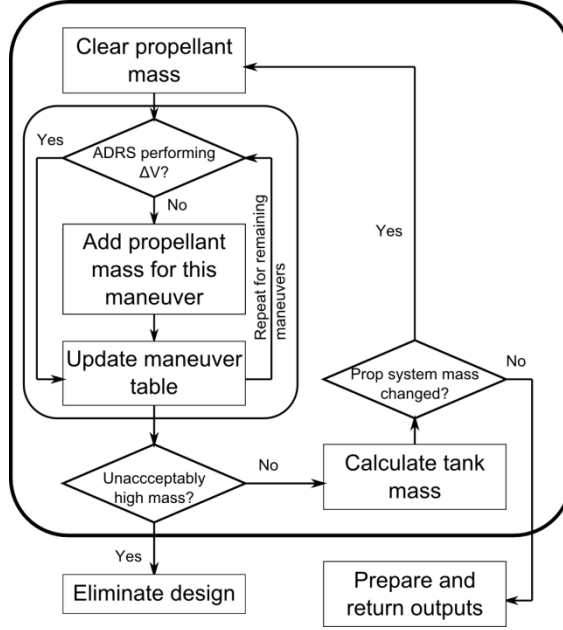 Clear propellant
mass
Yes
ADRS performing
ΔV?
No
Add propellant
mass for this
maneuver
Repeat for remaining
maneuvers
Update maneuver
table
Yes
Prop system mass
changed?
No
Unaccceptably
high mass?
No
Calculate tank
mass
Yes
Eliminate design
Prepare and
return outputs